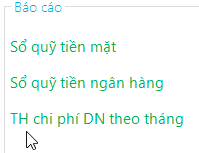 Báo cáo
Sổ quỹ tiền mặt
Sổ quỹ tiền ngân hàng
TH chi phí DN theo tháng